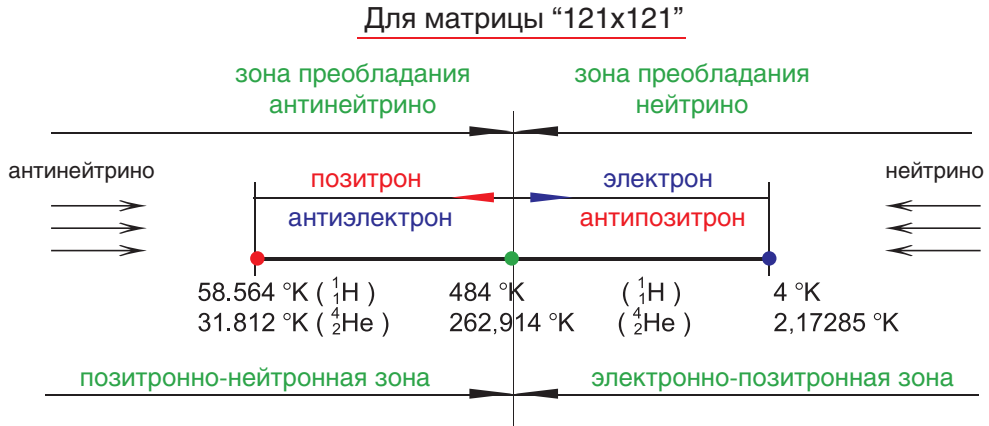 Для матрицы “121x121”
зона преобладания антинейтрино
зона преобладания нейтрино
антинейтрино
позитрон
электрон
нейтрино
антиэлектрон
антипозитрон
58.564 °K ( ¹₁H ) 484 °K ( ¹₁H ) 4 °K
31.812 °K ( ⁴₂He ) 262,914 °K ( ⁴₂He ) 2,17285 °K
позитронно-нейтронная зона
электронно-позитронная зона